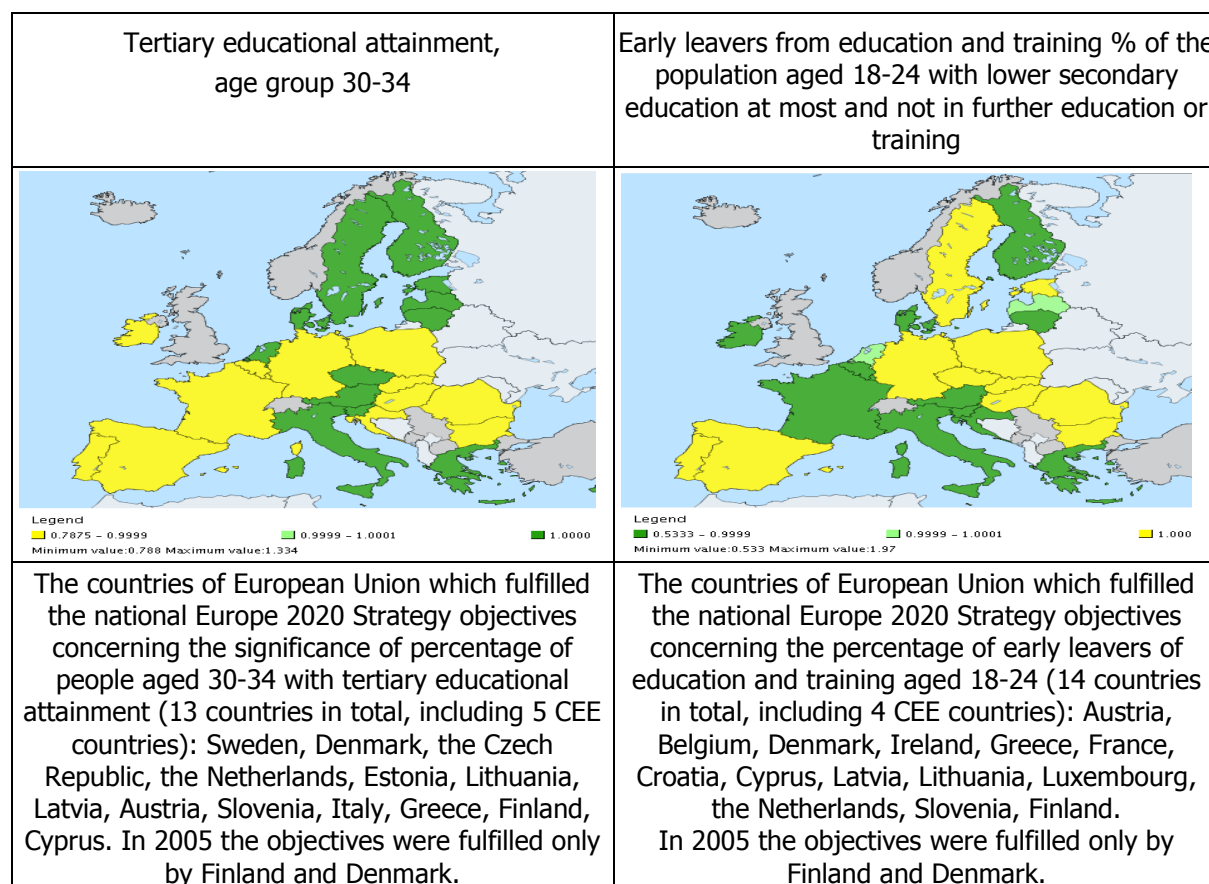 Tertiary educational attainment,
age group 30-34
Early leavers from education and training % of the
population aged 18-24 with lower secondary
education at most and not in further education or
training
Legend
0.7875 - 0.9999 0.9999 - 1.0001 1.0000
Minimum value:0.788 Maximum value:1.334
Legend
0.5333 - 0.9999 0.9999 - 1.0001 1.000
Minimum value:0.533 Maximum value:1.97
The countries of European Union which fulfilled
the national Europe 2020 Strategy objectives
concerning the significance of percentage of
people aged 30-34 with tertiary educational
attainment (13 countries in total, including 5 CEE
countries): Sweden, Denmark, the Czech
Republic, the Netherlands, Estonia, Lithuania,
Latvia, Austria, Slovenia, Italy, Greece, Finland,
Cyprus. In 2005 the objectives were fulfilled only
by Finland and Denmark.
The countries of European Union which fulfilled
the national Europe 2020 Strategy objectives
concerning the percentage of early leavers of
education and training aged 18-24 (14 countries
in total, including 4 CEE countries): Austria,
Belgium, Denmark, Ireland, Greece, France,
Croatia, Cyprus, Latvia, Lithuania, Luxembourg,
the Netherlands, Slovenia, Finland.
In 2005 the objectives were fulfilled only by
Finland and Denmark.